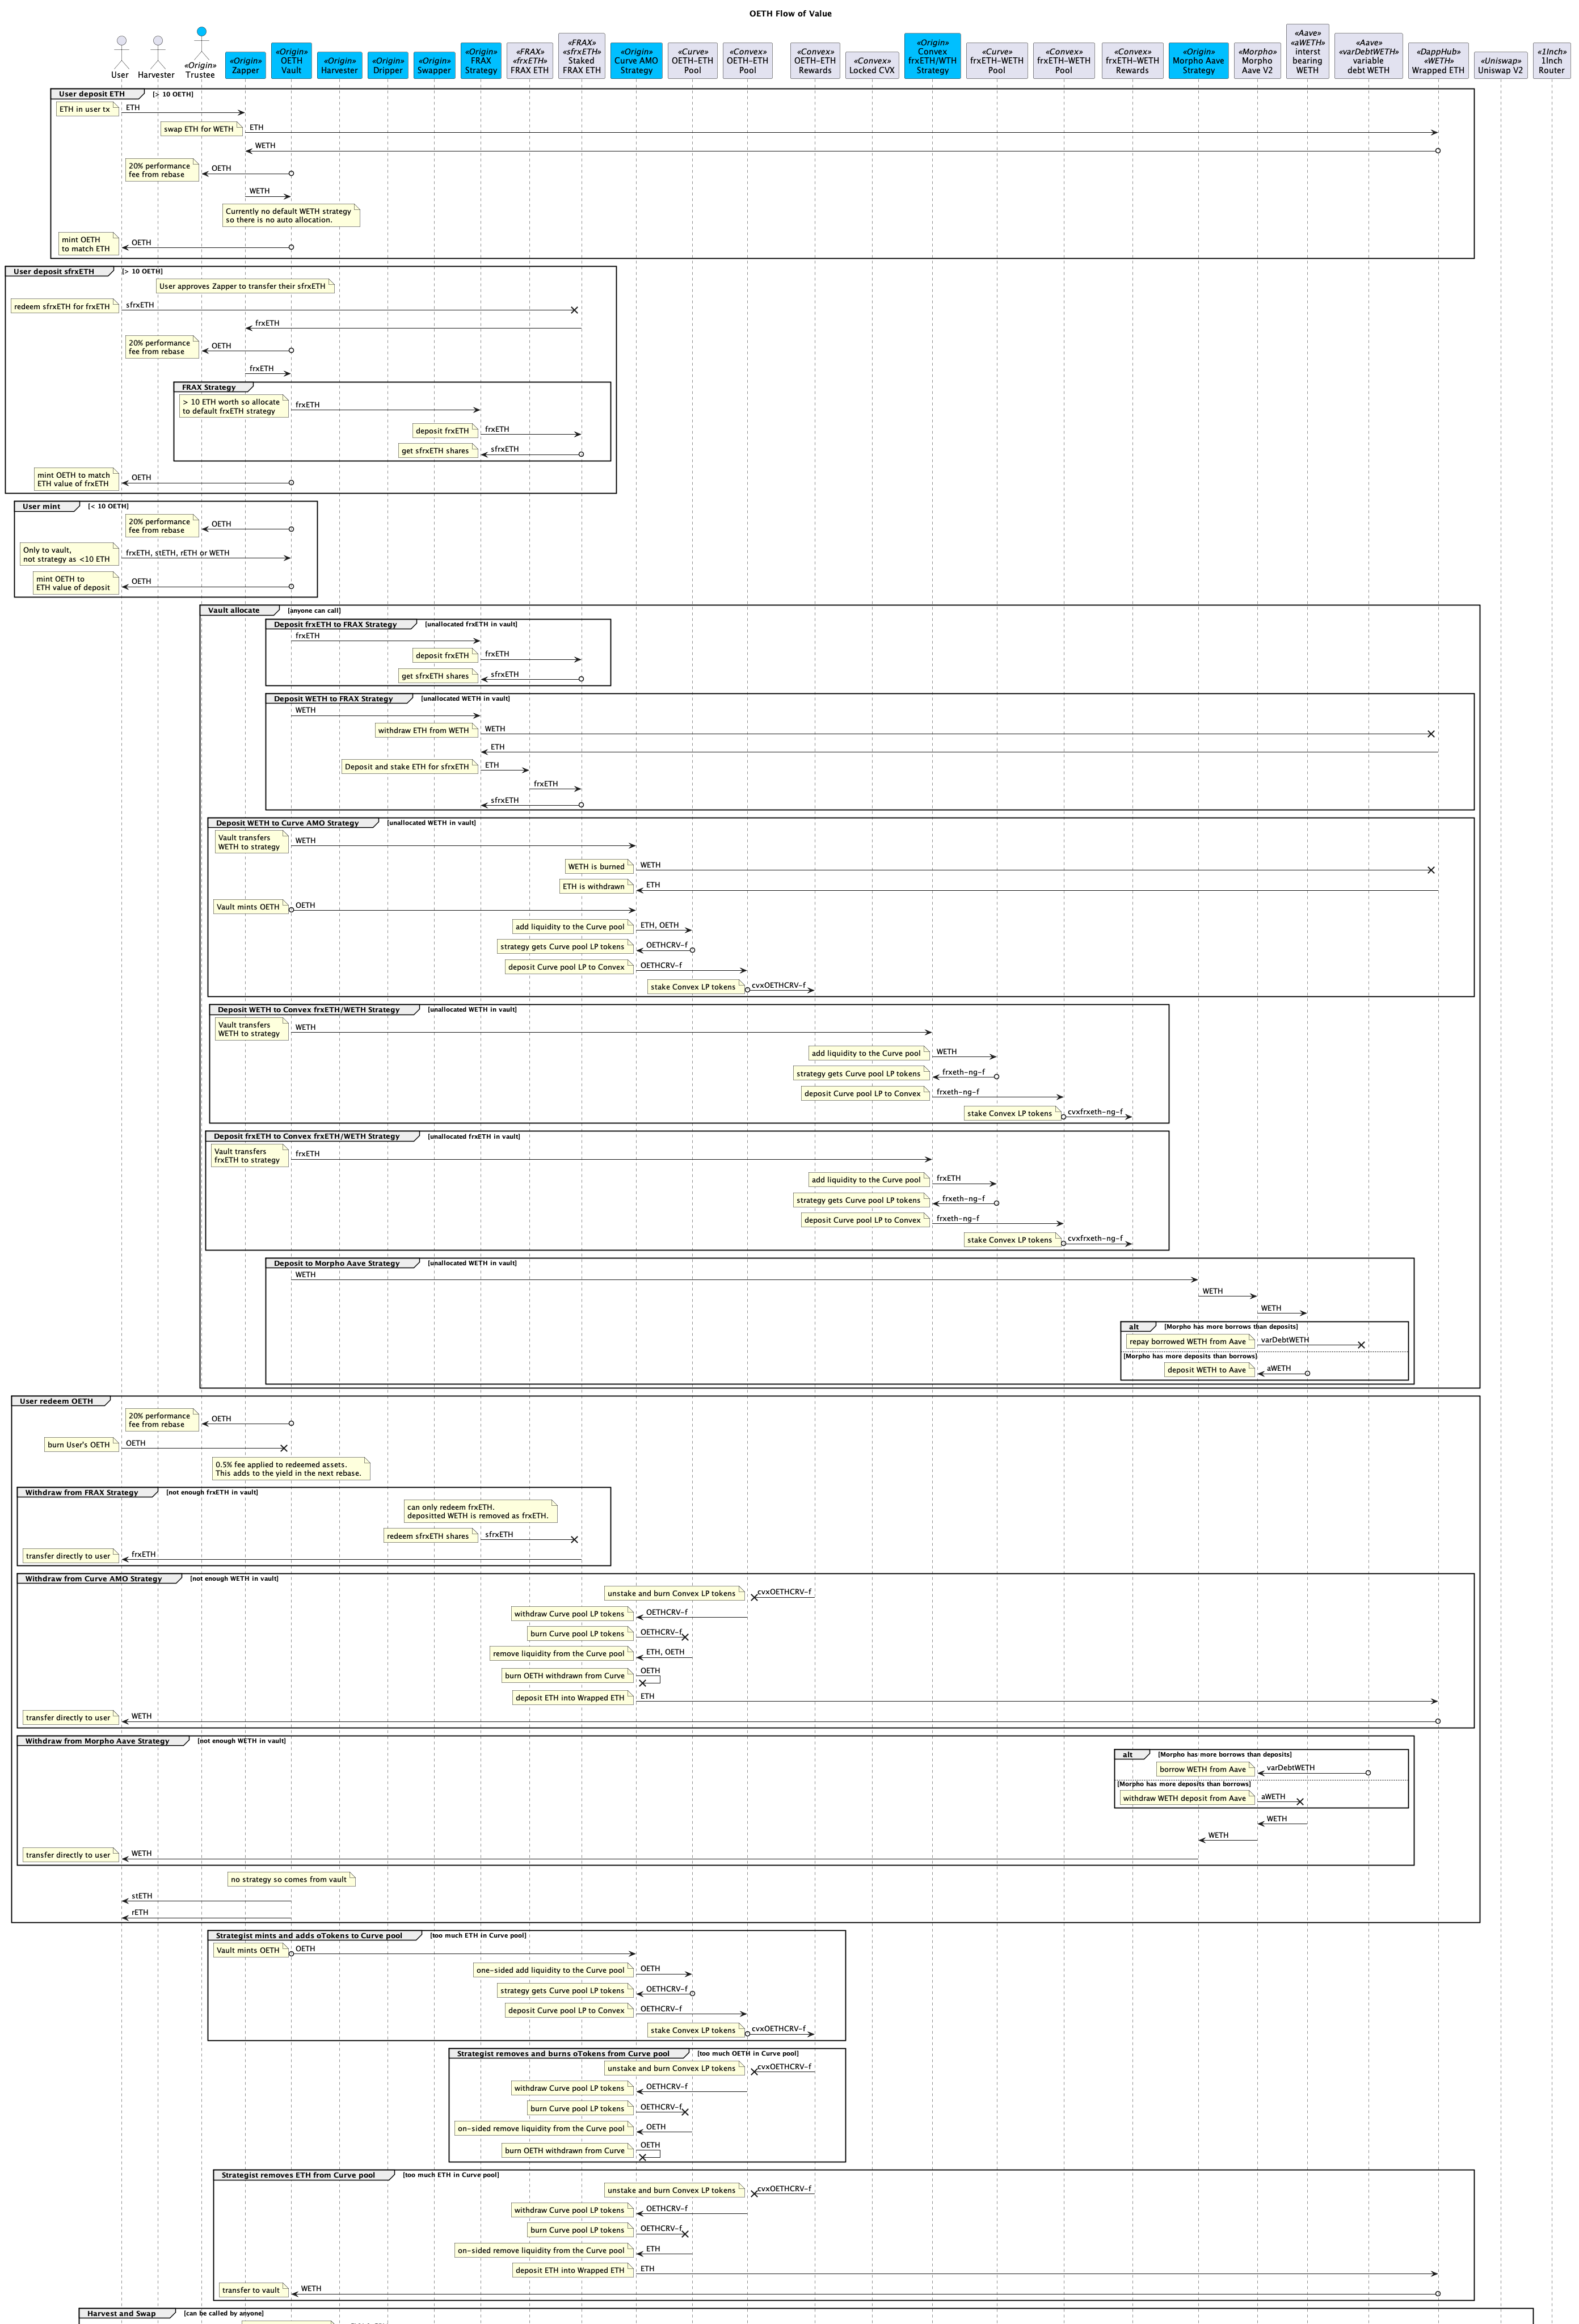 OETH Flow of Value
User
Harvester
«Origin»
Trustee
«Origin»
Zapper
«Origin»
OETH
Vault
«Origin»
Harvester
«Origin»
Dripper
«Origin»
Swapper
«Origin»
FRAX
Strategy
«FRAX»
«frxETH»
FRAX ETH
«FRAX»
«sfrxETH»
Staked
FRAX ETH
«Origin»
Curve AMO
Strategy
«Curve»
OETH-ETH
Pool
«Convex»
OETH-ETH
Pool
«Convex»
OETH-ETH
Rewards
«Convex»
Locked CVX
«Origin»
Convex
frxETH/WTH
Strategy
«Curve»
frxETH-WETH
Pool
«Convex»
frxETH-WETH
Pool
«Convex»
frxETH-WETH
Rewards
«Origin»
Morpho Aave
Strategy
«Morpho»
Morpho
Aave V2
«Aave»
«aWETH»
interst
bearing
WETH
«Aave»
«varDebtWETH»
variable
debt WETH
«DappHub»
«WETH»
Wrapped ETH
«Uniswap»
Uniswap V2
«1Inch»
1Inch
Router
User deposit ETH [> 10 OETH]
ETH in user tx
ETH
swap ETH for WETH
ETH
WETH
20% performance
fee from rebase
OETH
WETH
Currently no default WETH strategy
so there is no auto allocation.
mint OETH
to match ETH
OETH
User deposit sfrxETH [> 10 OETH]
User approves Zapper to transfer their sfrxETH
redeem sfrxETH for frxETH
sfrxETH
frxETH
20% performance
fee from rebase
OETH
frxETH
FRAX Strategy
> 10 ETH worth so allocate
to default frxETH strategy
frxETH
deposit frxETH
frxETH
get sfrxETH shares
sfrxETH
mint OETH to match
ETH value of frxETH
OETH
User mint [< 10 OETH]
20% performance
fee from rebase
OETH
Only to vault,
not strategy as <10 ETH
frxETH, stETH, rETH or WETH
mint OETH to
ETH value of deposit
OETH
Vault allocate [anyone can call]
Deposit frxETH to FRAX Strategy [unallocated frxETH in vault]
frxETH
deposit frxETH
frxETH
get sfrxETH shares
sfrxETH
Deposit WETH to FRAX Strategy [unallocated WETH in vault]
WETH
withdraw ETH from WETH
WETH
ETH
Deposit and stake ETH for sfrxETH
ETH
frxETH
sfrxETH
Deposit WETH to Curve AMO Strategy [unallocated WETH in vault]
Vault transfers
WETH to strategy
WETH
WETH is burned
WETH
ETH is withdrawn
ETH
Vault mints OETH
OETH
add liquidity to the Curve pool
ETH, OETH
strategy gets Curve pool LP tokens
OETHCRV-f
deposit Curve pool LP to Convex
OETHCRV-f
stake Convex LP tokens
cvxOETHCRV-f
Deposit WETH to Convex frxETH/WETH Strategy [unallocated WETH in vault]
Vault transfers
WETH to strategy
WETH
add liquidity to the Curve pool
WETH
strategy gets Curve pool LP tokens
frxeth-ng-f
deposit Curve pool LP to Convex
frxeth-ng-f
stake Convex LP tokens
cvxfrxeth-ng-f
Deposit frxETH to Convex frxETH/WETH Strategy [unallocated frxETH in vault]
Vault transfers
frxETH to strategy
frxETH
add liquidity to the Curve pool
frxETH
strategy gets Curve pool LP tokens
frxeth-ng-f
deposit Curve pool LP to Convex
frxeth-ng-f
stake Convex LP tokens
cvxfrxeth-ng-f
Deposit to Morpho Aave Strategy [unallocated WETH in vault]
WETH
WETH
WETH
alt [Morpho has more borrows than deposits]
repay borrowed WETH from Aave
varDebtWETH
[Morpho has more deposits than borrows]
deposit WETH to Aave
aWETH
User redeem OETH
20% performance
fee from rebase
OETH
burn User's OETH
OETH
0.5% fee applied to redeemed assets.
This adds to the yield in the next rebase.
Withdraw from FRAX Strategy [not enough frxETH in vault]
can only redeem frxETH.
depositted WETH is removed as frxETH.
redeem sfrxETH shares
sfrxETH
transfer directly to user
frxETH
Withdraw from Curve AMO Strategy [not enough WETH in vault]
unstake and burn Convex LP tokens
cvxOETHCRV-f
withdraw Curve pool LP tokens
OETHCRV-f
burn Curve pool LP tokens
OETHCRV-f
remove liquidity from the Curve pool
ETH, OETH
burn OETH withdrawn from Curve
OETH
deposit ETH into Wrapped ETH
ETH
transfer directly to user
WETH
Withdraw from Morpho Aave Strategy [not enough WETH in vault]
alt [Morpho has more borrows than deposits]
borrow WETH from Aave
varDebtWETH
[Morpho has more deposits than borrows]
withdraw WETH deposit from Aave
aWETH
WETH
WETH
transfer directly to user
WETH
no strategy so comes from vault
stETH
rETH
Strategist mints and adds oTokens to Curve pool [too much ETH in Curve pool]
Vault mints OETH
OETH
one-sided add liquidity to the Curve pool
OETH
strategy gets Curve pool LP tokens
OETHCRV-f
deposit Curve pool LP to Convex
OETHCRV-f
stake Convex LP tokens
cvxOETHCRV-f
Strategist removes and burns oTokens from Curve pool [too much OETH in Curve pool]
unstake and burn Convex LP tokens
cvxOETHCRV-f
withdraw Curve pool LP tokens
OETHCRV-f
burn Curve pool LP tokens
OETHCRV-f
on-sided remove liquidity from the Curve pool
OETH
burn OETH withdrawn from Curve
OETH
Strategist removes ETH from Curve pool [too much ETH in Curve pool]
unstake and burn Convex LP tokens
cvxOETHCRV-f
withdraw Curve pool LP tokens
OETHCRV-f
burn Curve pool LP tokens
OETHCRV-f
on-sided remove liquidity from the Curve pool
ETH
deposit ETH into Wrapped ETH
ETH
transfer to vault
WETH
Harvest and Swap [can be called by anyone]